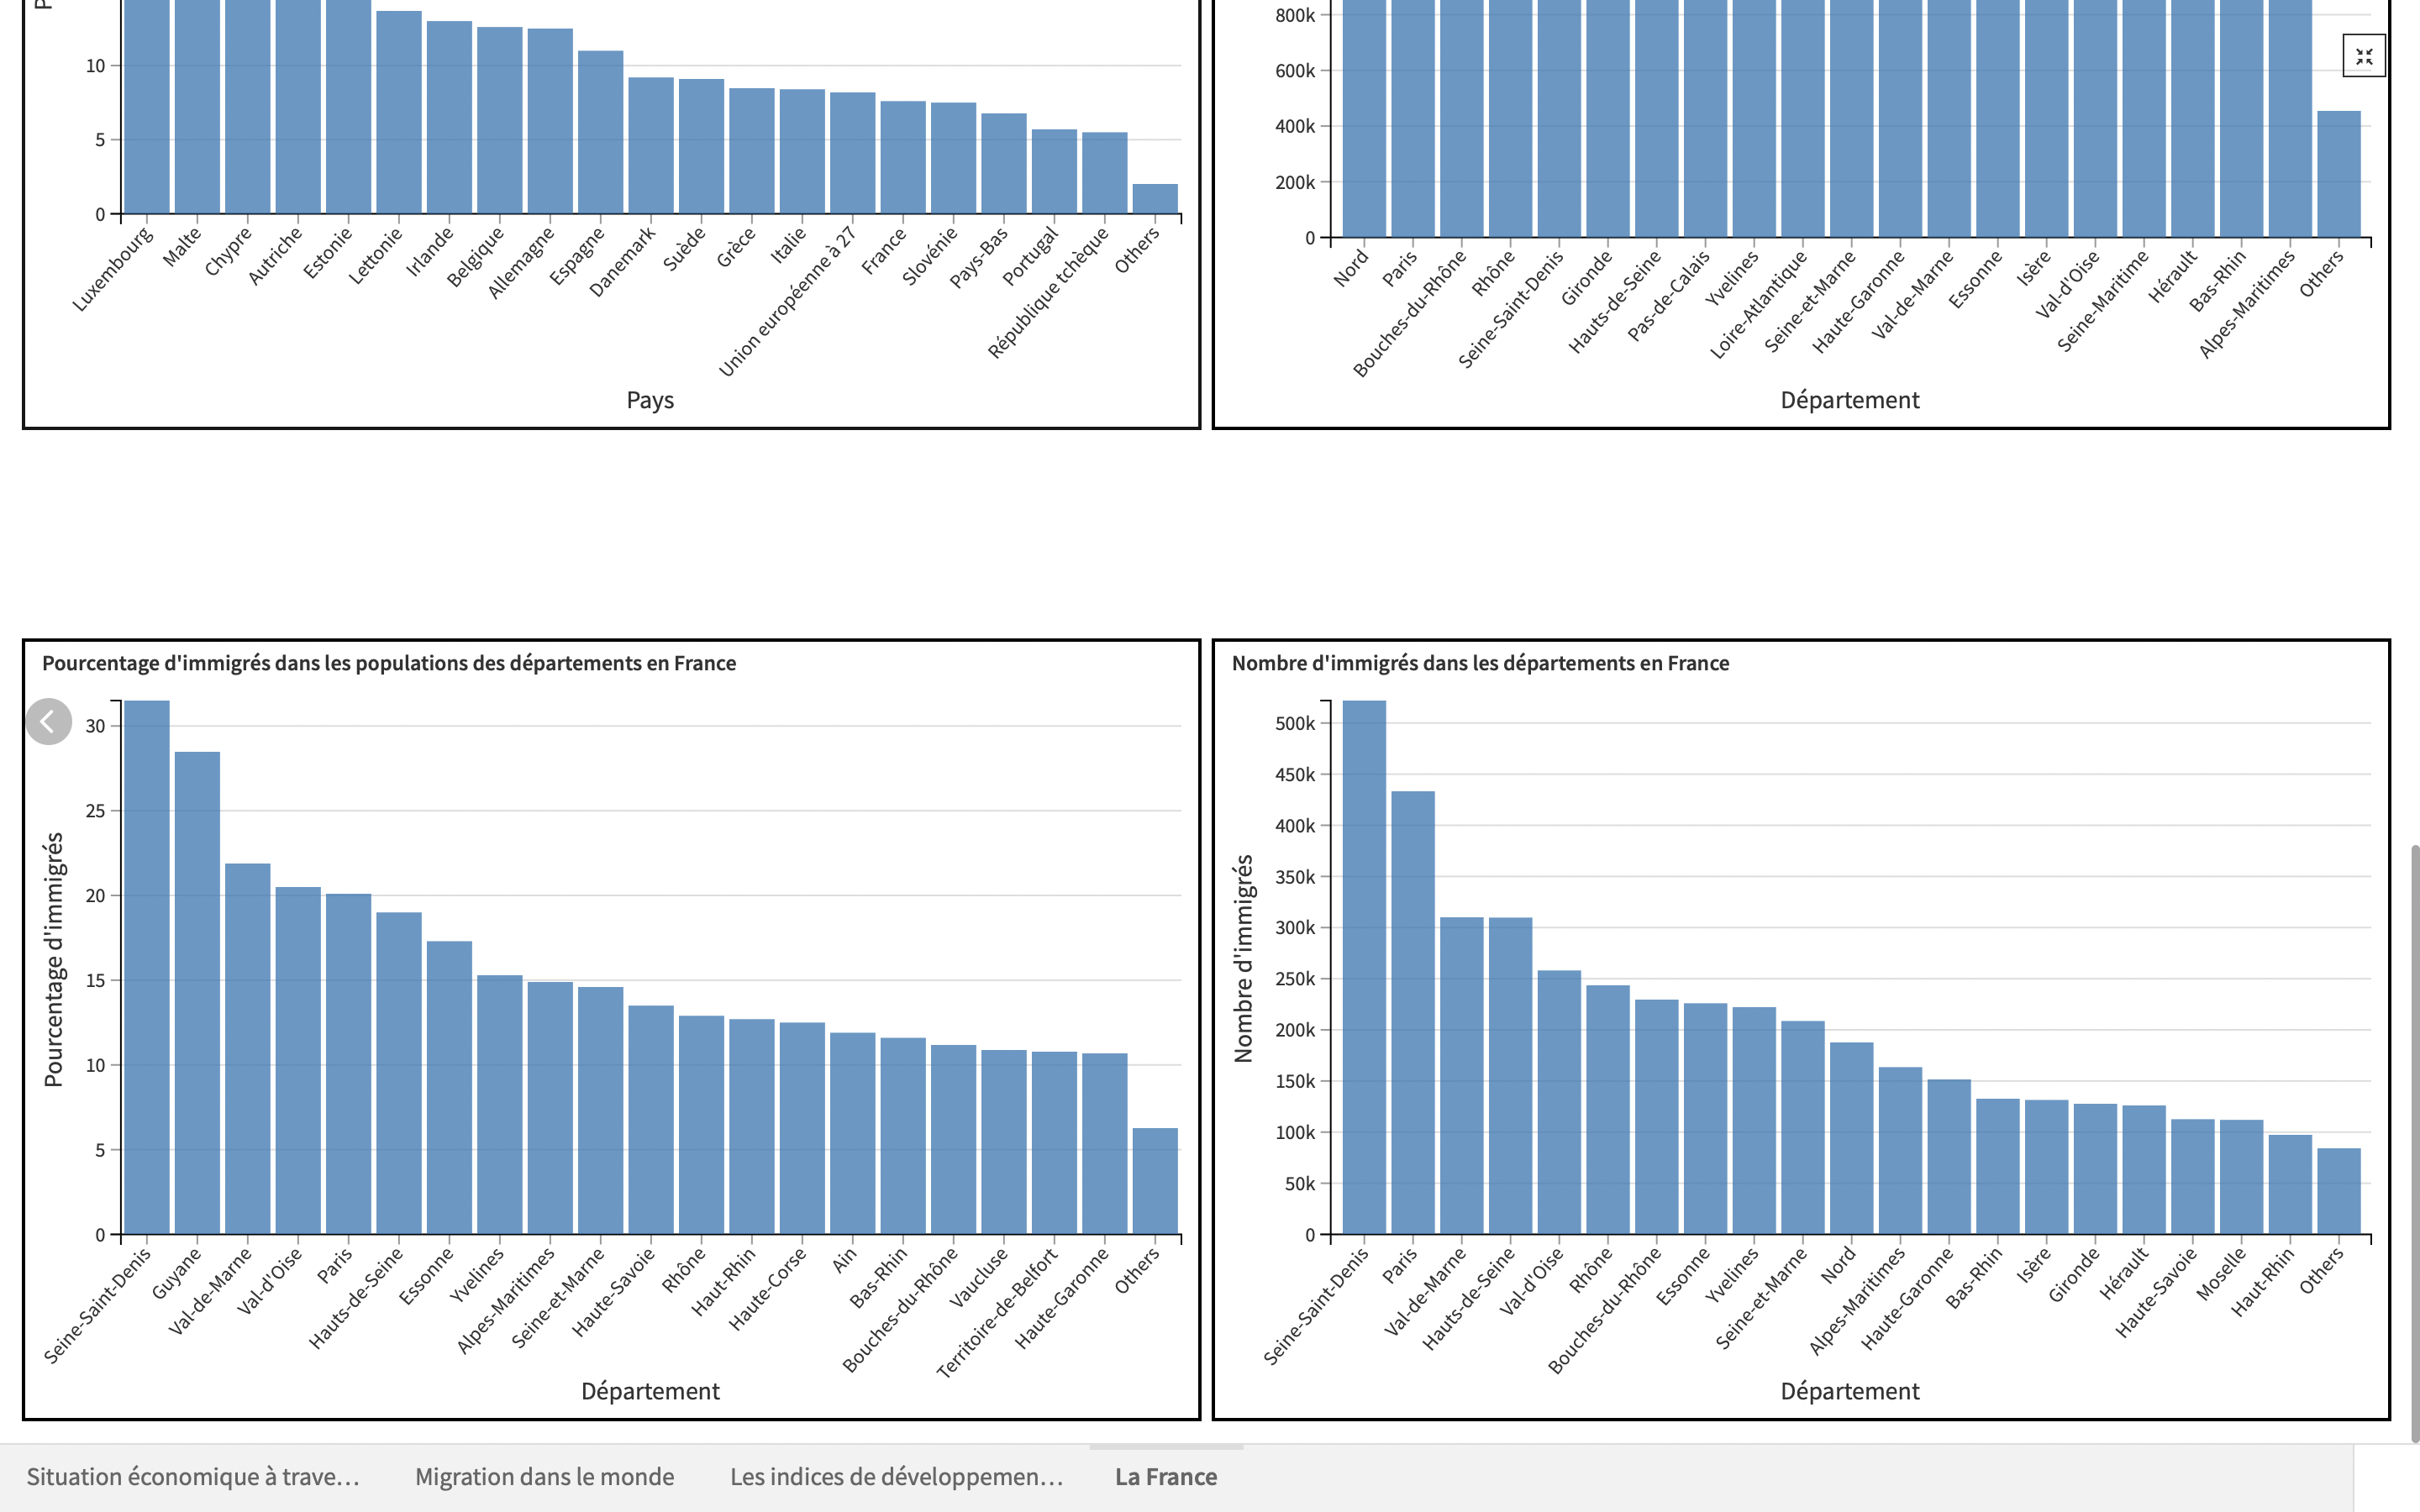 10
5
0
Luxembourg
Malte
Chypre
Autriche
Estonie
Lettonie
Irlande
Belgique
Allemagne
Espagne
Danemark
Suède
Grèce
Italie
Union européenne à 27
France
Slovénie
Pays-Bas
Portugal
République tchèque
Others
Pays
800k
600k
400k
200k
0
Nord
Paris
Bouches-du-Rhône
Rhône
Seine-Saint-Denis
Gironde
Hauts-de-Seine
Pas-de-Calais
Yvelines
Loire-Atlantique
Seine-et-Marne
Haute-Garonne
Val-de-Marne
Essonne
Isère
Val-d'Oise
Seine-Maritime
Hérault
Bas-Rhin
Alpes-Maritimes
Others
Département
Pourcentage d'immigrés dans les populations des départements en France
Pourcentage d'immigrés
30
25
20
15
10
5
0
Seine-Saint-Denis
Guyane
Val-de-Marne
Val-d'Oise
Paris
Hauts-de-Seine
Essonne
Yvelines
Alpes-Maritimes
Seine-et-Marne
Haute-Savoie
Rhône
Haut-Rhin
Haute-Corse
Ain
Bas-Rhin
Bouches-du-Rhône
Vaucluse
Territoire-de-Belfort
Haute-Garonne
Others
Département
Nombre d'immigrés dans les départements en France
Nombre d'immigrés
500k
450k
400k
350k
300k
250k
200k
150k
100k
50k
0
Seine-Saint-Denis
Paris
Val-de-Marne
Hauts-de-Seine
Val-d'Oise
Rhône
Bouches-du-Rhône
Essonne
Yvelines
Seine-et-Marne
Nord
Alpes-Maritimes
Haute-Garonne
Bas-Rhin
Isère
Gironde
Hérault
Haute-Savoie
Moselle
Haut-Rhin
Others
Département
Situation économique à trave…
Migration dans le monde
Les indices de développemen…
La France